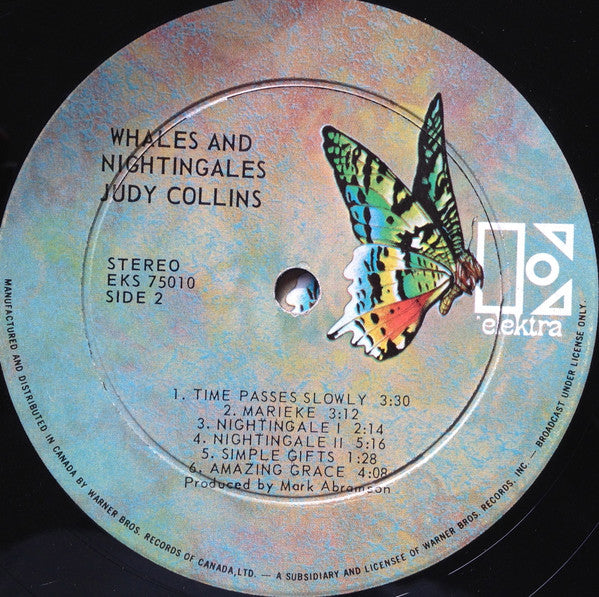 WHALES AND
NIGHTINGALES
JUDY COLLINS
STEREO
EKS 75010
SIDE 2
elektra
1. TIME PASSES SLOWLY 3:30
2. MARIEKE 3:12
3. NIGHTINGALE I 2:14
4. NIGHTINGALE II 5:16
5. SIMPLE GIFTS 1:28
6. AMAZING GRACE 4:08
Produced by Mark Abramson
MANUFACTURED AND DISTRIBUTED IN CANADA BY WARNER BROS. RECORDS OF CANADA, LTD. — A SUBSIDIARY AND LICENSEE OF WARNER BROS. RECORDS, INC. — BROADCAST UNDER LICENSE ONLY.